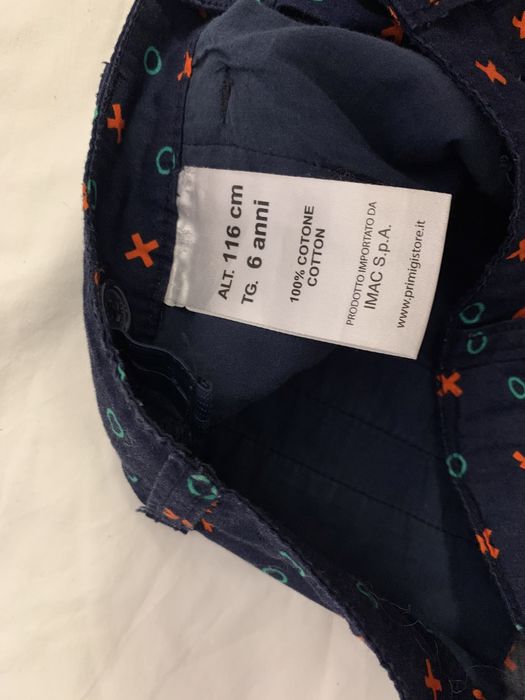 ALT. 116 cm
TG. 6 anni
100% COTONE
COTTON
PRODOTTO IMPORTATO DA
IMAC S.p.A.
www.primigistore.it